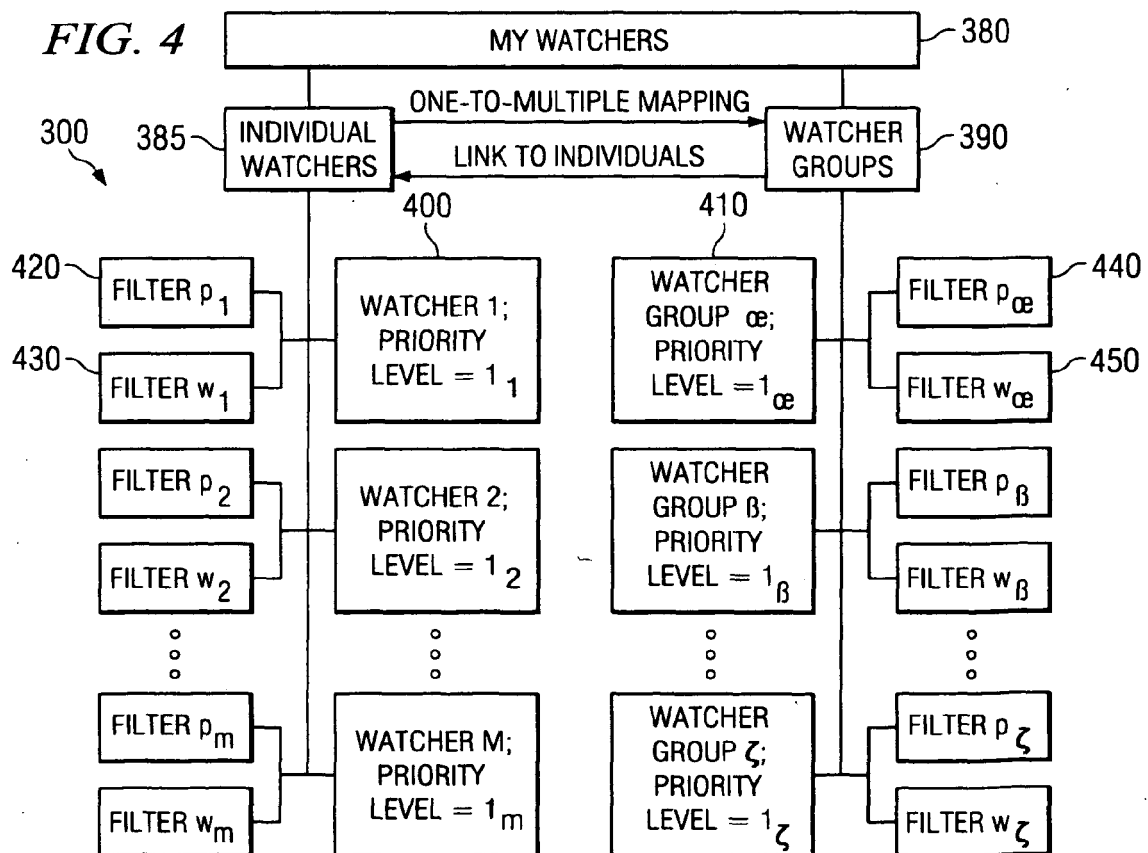 FIG. 4
MY WATCHERS
380
300
385
INDIVIDUAL
WATCHERS
ONE-TO-MULTIPLE MAPPING
LINK TO INDIVIDUALS
WATCHER
GROUPS
390
400
410
420
FILTER p1
430
FILTER w1
WATCHER 1;
PRIORITY
LEVEL = 1 1
WATCHER
GROUP œ;
PRIORITY
LEVEL = 1œ
FILTER pœ
440
FILTER wœ
450
FILTER p2
FILTER w2
WATCHER 2;
PRIORITY
LEVEL = 1 2
WATCHER
GROUP ß;
PRIORITY
LEVEL = 1ß
FILTER pß
FILTER wß
FILTER pm
FILTER wm
WATCHER M;
PRIORITY
LEVEL = 1m
WATCHER
GROUP ζ;
PRIORITY
LEVEL = 1ζ
FILTER pζ
FILTER wζ